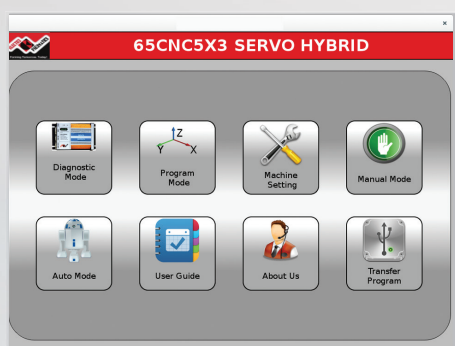 65CNC5X3 SERVO HYBRID
Diagnostic
Mode
Z
Y X
Program
Mode
Machine
Setting
Manual Mode
Auto Mode
User Guide
About Us
Transfer
Program